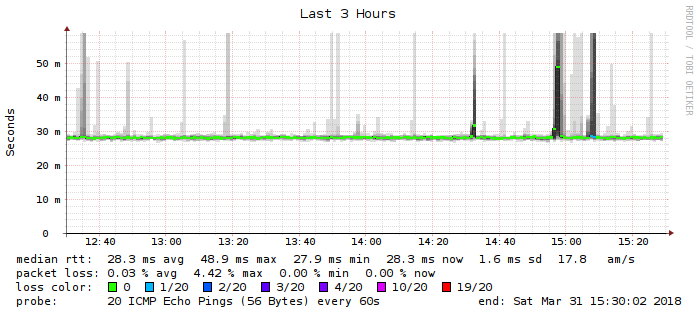 Last 3 Hours
RRDTOOL / TOBI OETIKER
Seconds
50 m
40 m
30 m
20 m
10 m
0
12:40 13:00 13:20 13:40 14:00 14:20 14:40 15:00 15:20
median rtt: 28.3 ms avg 48.9 ms max 27.9 ms min 28.3 ms now 1.6 ms sd 17.8 am/s
packet loss: 0.03 % avg 4.42 % max 0.00 % min 0.00 % now
loss color: 0 1/20 2/20 3/20 4/20 10/20 19/20
probe: 20 ICMP Echo Pings (56 Bytes) every 60s end: Sat Mar 31 15:30:02 2018